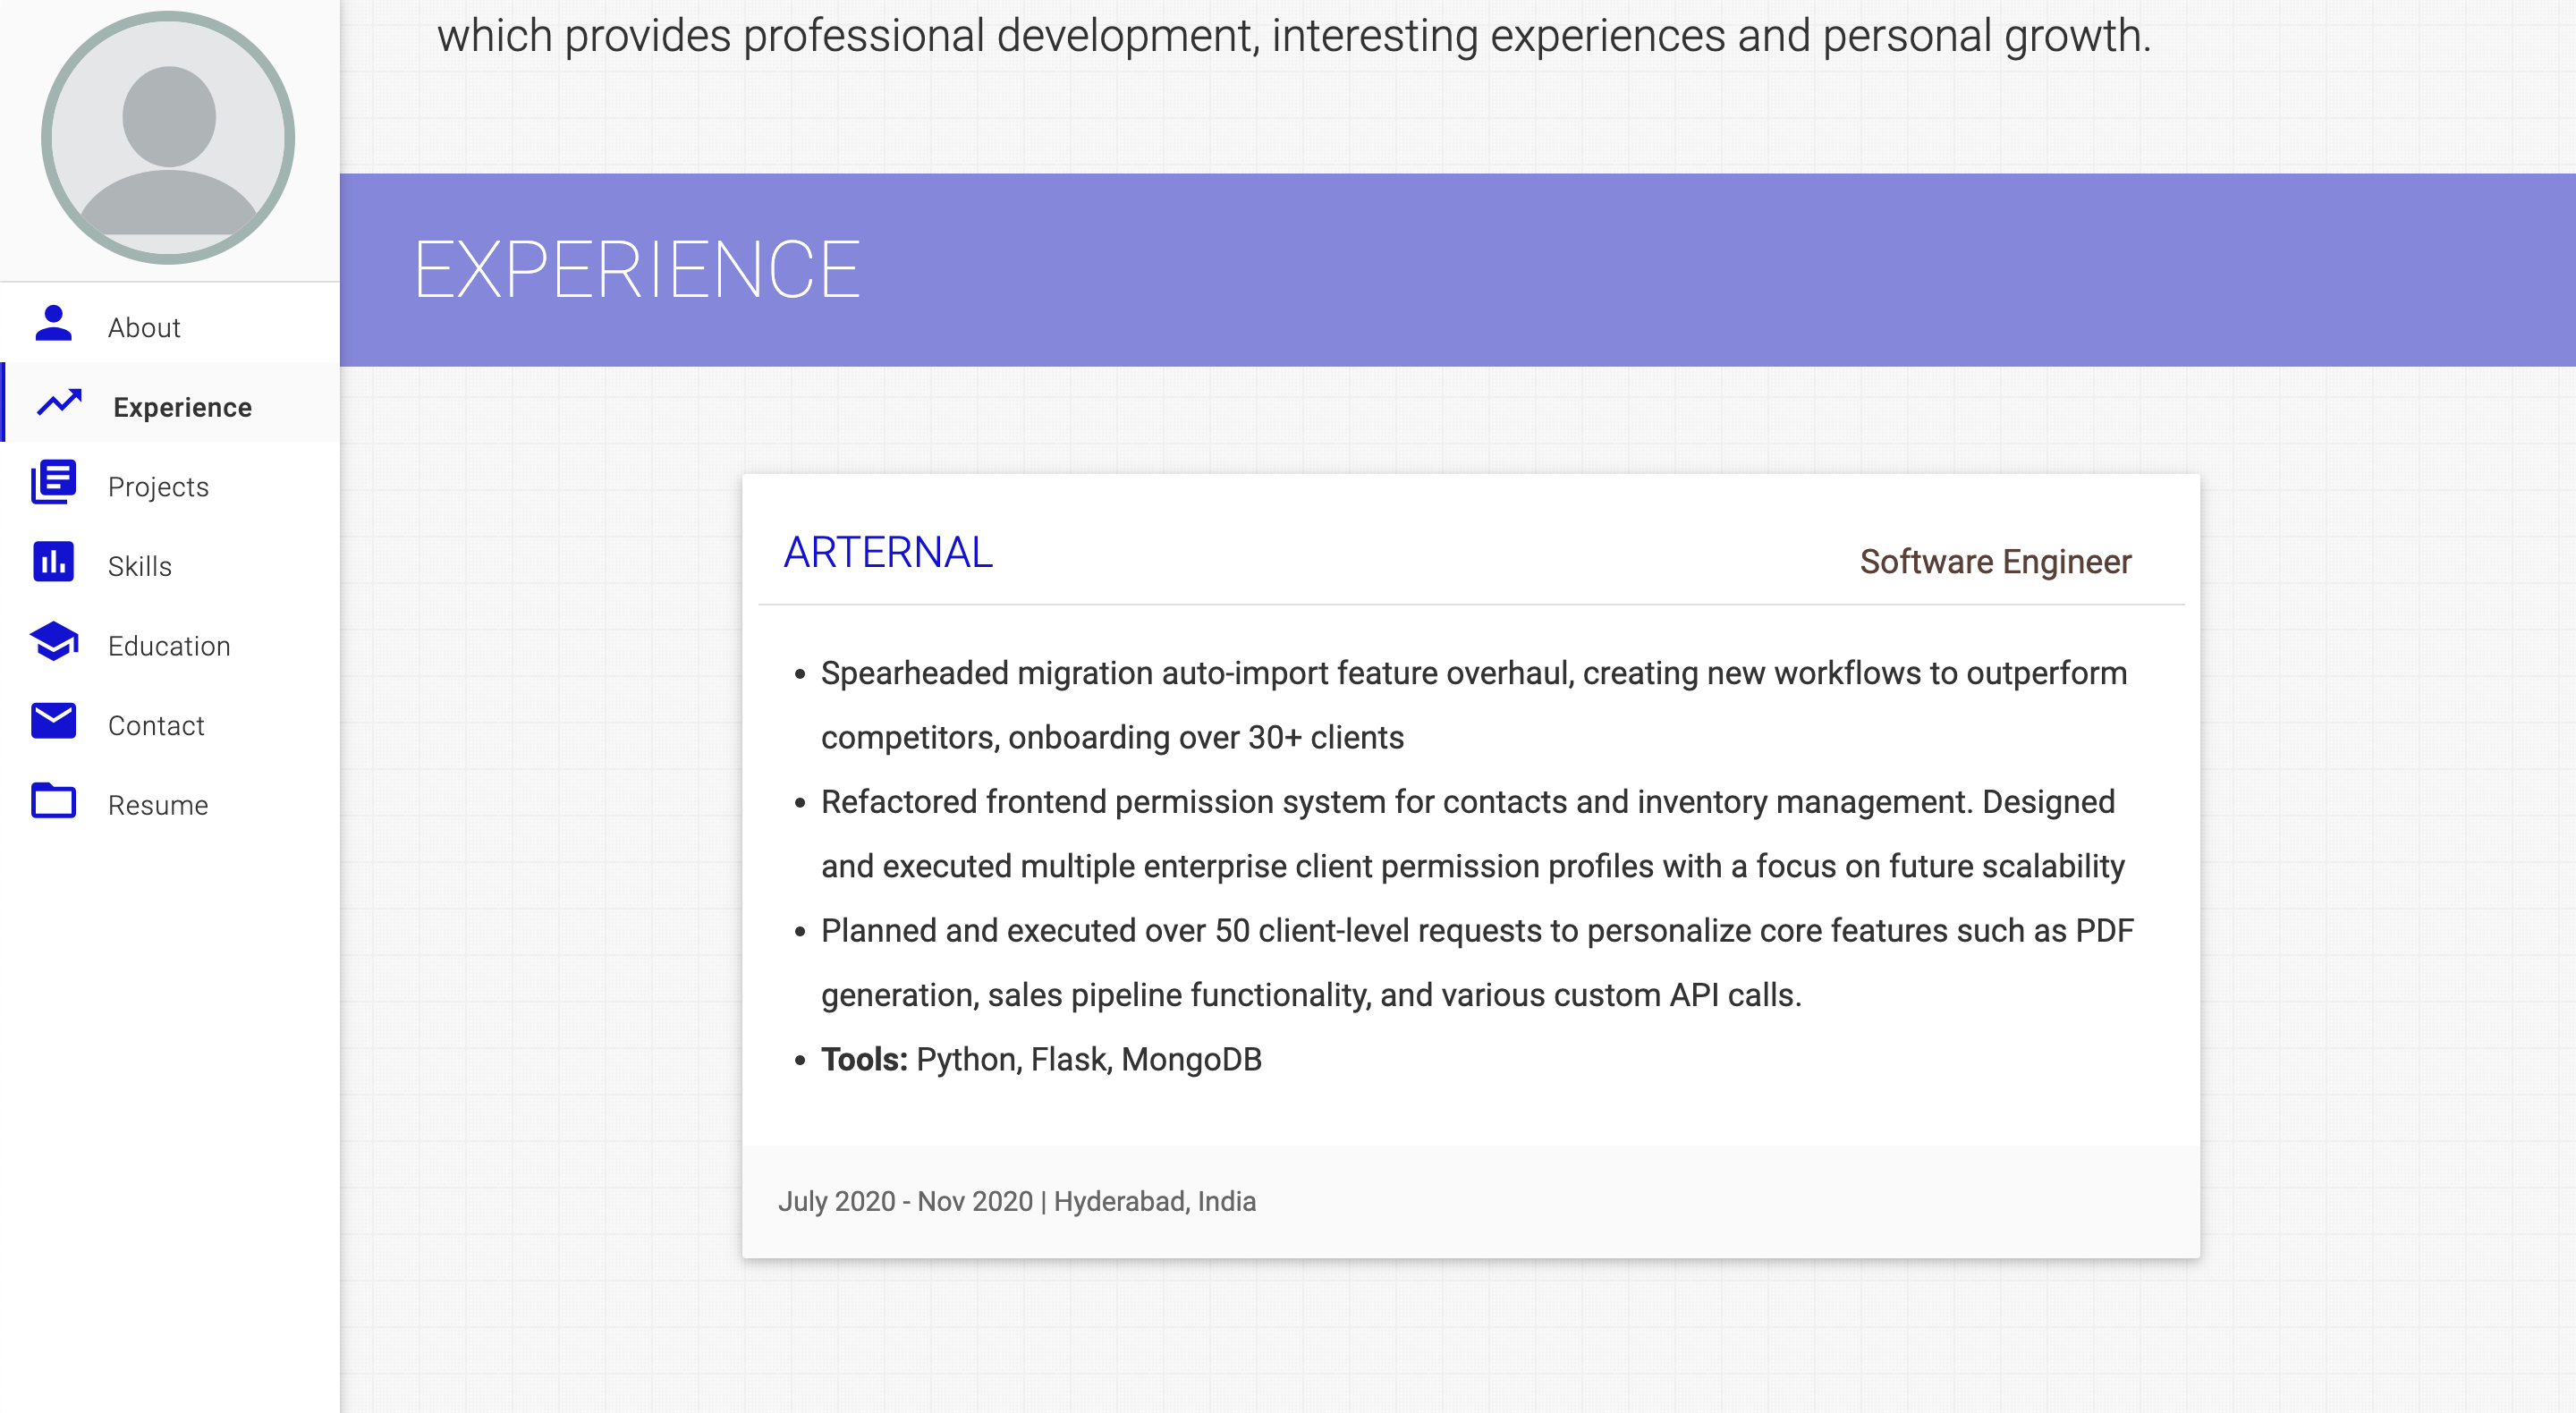 which provides professional development, interesting experiences and personal growth.
EXPERIENCE
About
Experience
Projects
Skills
Education
Contact
Resume
ARTERNAL
Software Engineer
• Spearheaded migration auto-import feature overhaul, creating new workflows to outperform
competitors, onboarding over 30+ clients
• Refactored frontend permission system for contacts and inventory management. Designed
and executed multiple enterprise client permission profiles with a focus on future scalability
• Planned and executed over 50 client-level requests to personalize core features such as PDF
generation, sales pipeline functionality, and various custom API calls.
• Tools: Python, Flask, MongoDB
July 2020 - Nov 2020 | Hyderabad, India